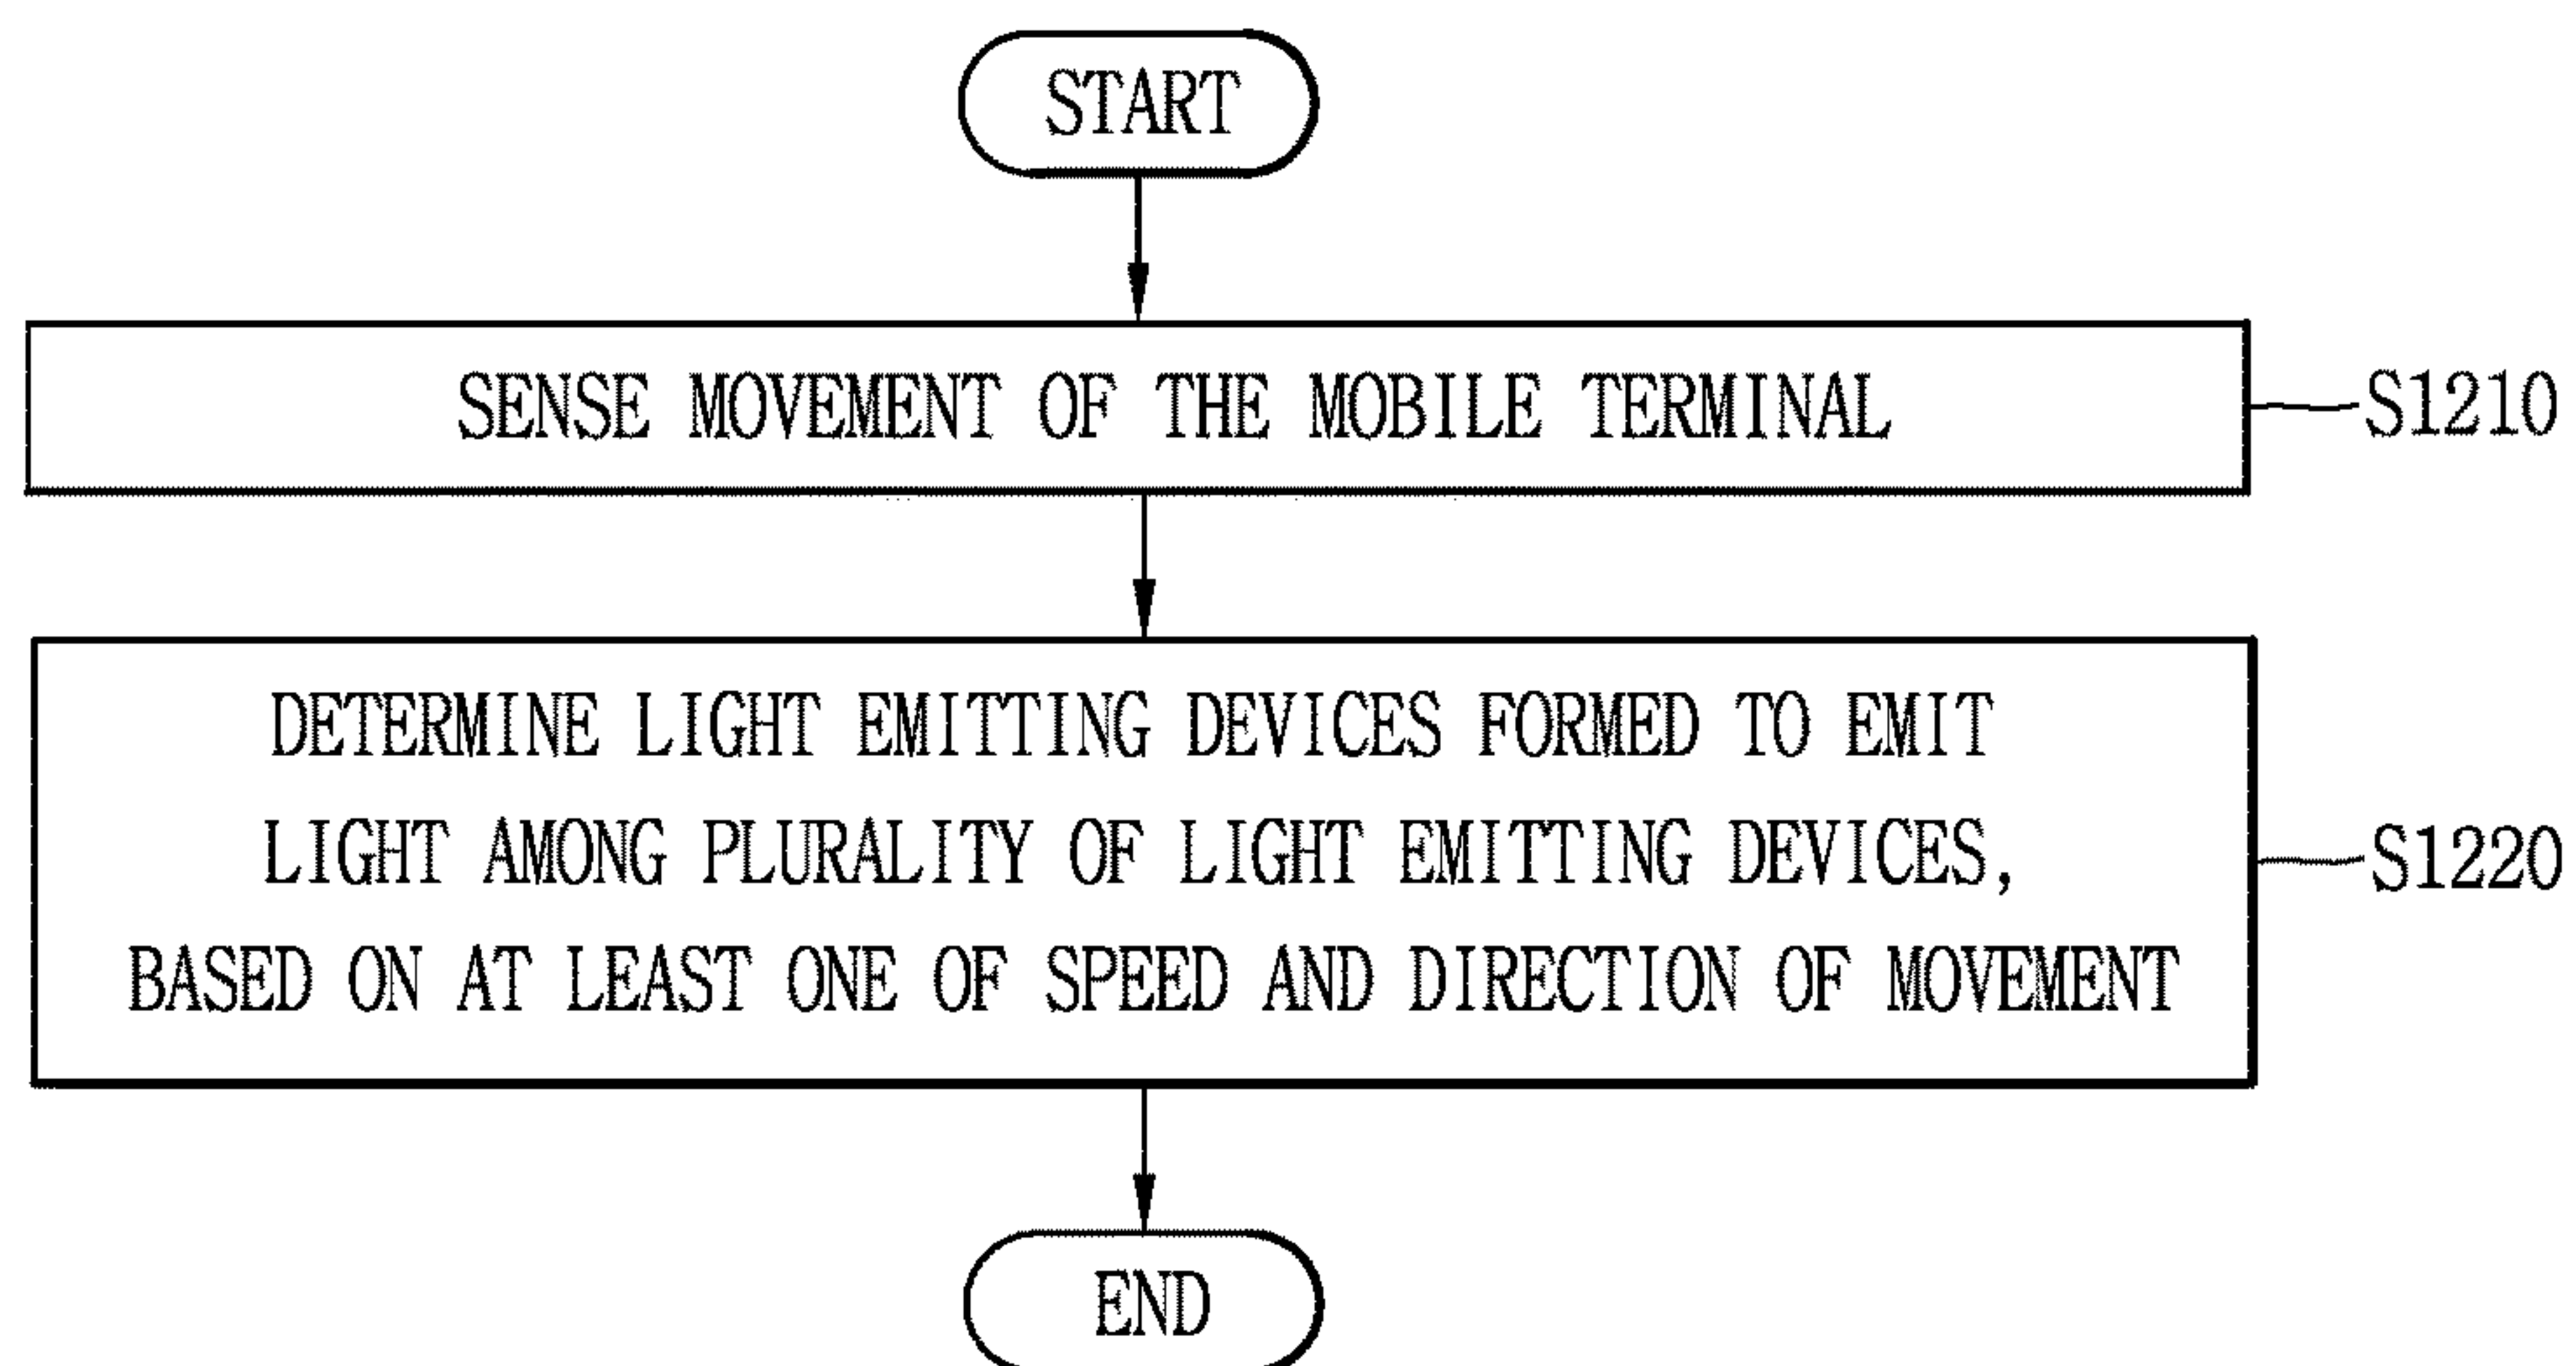 START
SENSE MOVEMENT OF THE MOBILE TERMINAL
S1210
DETERMINE LIGHT EMITTING DEVICES FORMED TO EMIT
LIGHT AMONG PLURALITY OF LIGHT EMITTING DEVICES,
BASED ON AT LEAST ONE OF SPEED AND DIRECTION OF MOVEMENT
S1220
END